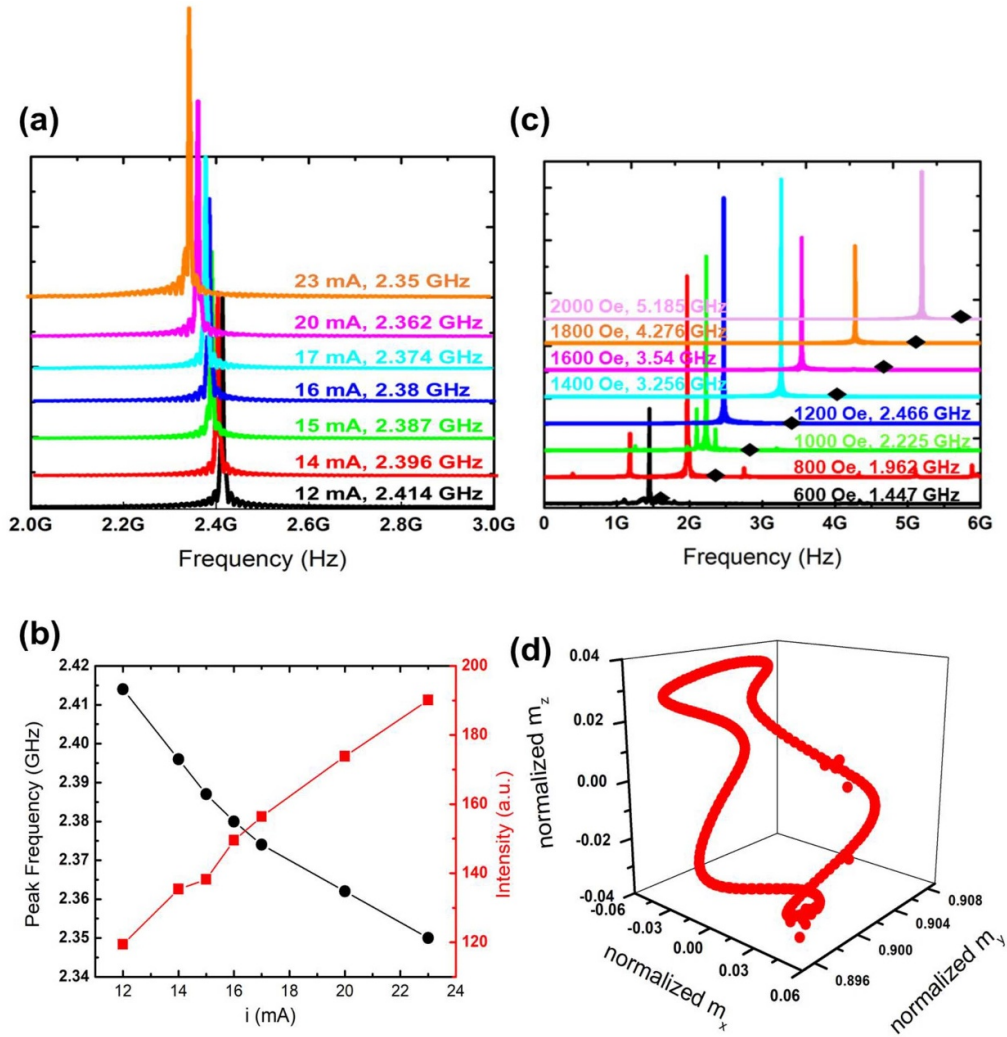 (a)
23 mA, 2.35 GHz
20 mA, 2.362 GHz
17 mA, 2.374 GHz
16 mA, 2.38 GHz
15 mA, 2.387 GHz
14 mA, 2.396 GHz
12 mA, 2.414 GHz
2.0G 2.2G 2.4G 2.6G 2.8G 3.0G
Frequency (Hz)
(c)
2000 Oe, 5.185 GHz
1800 Oe, 4.276 GHz
1600 Oe, 3.54 GHz
1400 Oe, 3.256 GHz
1200 Oe, 2.466 GHz
1000 Oe, 2.225 GHz
800 Oe, 1.962 GHz
600 Oe, 1.447 GHz
0 1G 2G 3G 4G 5G 6G
Frequency (Hz)
(b)
Peak Frequency (GHz)
2.42
2.41
2.40
2.39
2.38
2.37
2.36
2.35
2.34
12 14 16 18 20 22 24
i (mA)
200
180
160
140
120
Intensity (a.u.)
(d)
normalized m_z
0.04
0.02
0.00
-0.02
-0.04
-0.06 -0.03 0.00 0.03 0.06
normalized m_x
0.896 0.900 0.904 0.908
normalized m_y